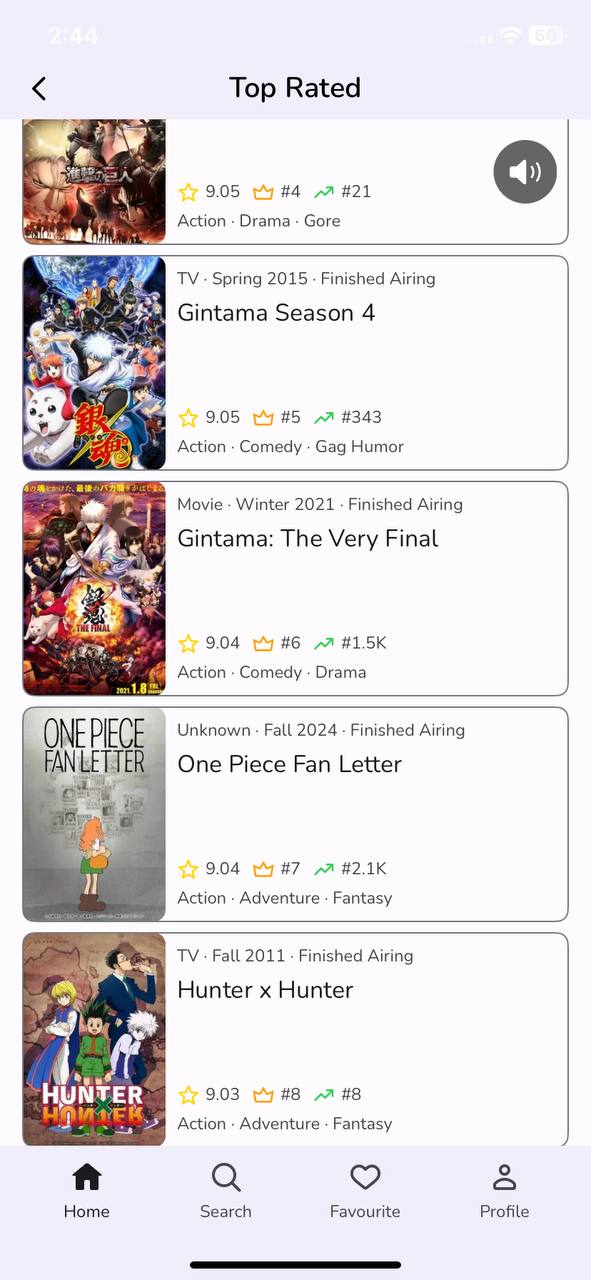 2:44
60
Top Rated
進撃の巨人
9.05 #4 #21
Action · Drama · Gore
TV · Spring 2015 · Finished Airing
Gintama Season 4
銀魂
9.05 #5 #343
Action · Comedy · Gag Humor
Movie · Winter 2021 · Finished Airing
Gintama: The Very Final
銀魂
THE FINAL
2021.1.8 FRI
9.04 #6 #1.5K
Action · Comedy · Drama
Unknown · Fall 2024 · Finished Airing
ONE PIECE
FAN LETTER
One Piece Fan Letter
9.04 #7 #2.1K
Action · Adventure · Fantasy
TV · Fall 2011 · Finished Airing
Hunter x Hunter
HUNTER
×
HUNTER
9.03 #8 #8
Action · Adventure · Fantasy
Home Search Favourite Profile